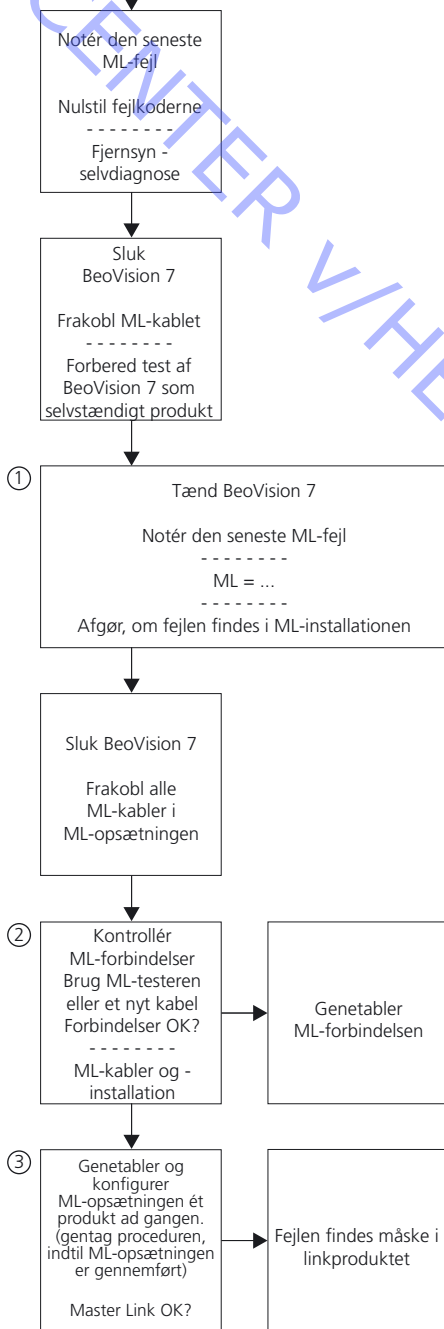 CENTER V/HE
Notér den seneste
ML-fejl
Nulstil fejlkoderne
- - - - - - - -
Fjernsyn -
selvdiagnose
Sluk
BeoVision 7
Frakobl ML-kablet
- - - - - - - -
Forbered test af
BeoVision 7 som
selvstændigt produkt
①
Tænd BeoVision 7
Notér den seneste ML-fejl
- - - - - - - -
ML = ...
- - - - - - - -
Afgør, om fejlen findes i ML-installationen
Sluk BeoVision 7
Frakobl alle
ML-kabler i
ML-opsætningen
②
Kontrollér
ML-forbindelser
Brug ML-testeren
eller et nyt kabel
Forbindelser OK?
- - - - - - - -
ML-kabler og -
installation
Genetabler
ML-forbindelsen
③
Genetabler og
konfigurer
ML-opsætningen ét
produkt ad gangen.
(gentag proceduren,
indtil ML-opsætningen
er gennemført)
Master Link OK?
Fejlen findes måske i
linkproduktet